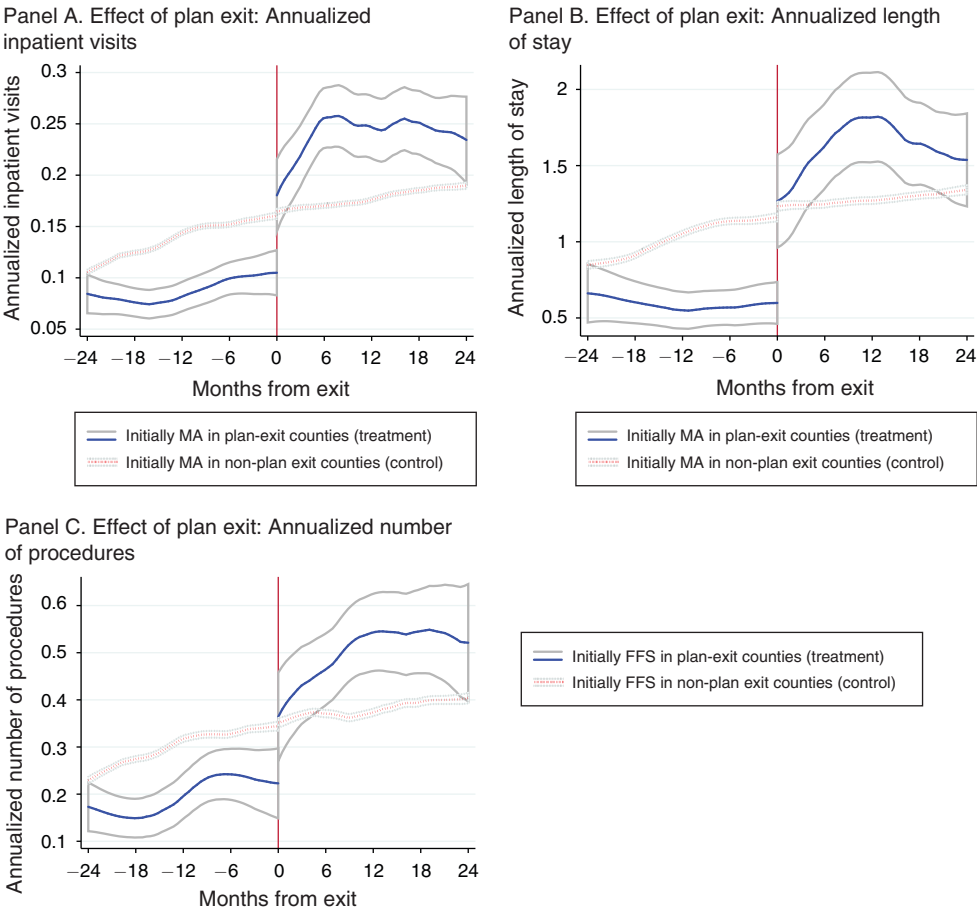 Panel A. Effect of plan exit: Annualized
inpatient visits
Annualized inpatient visits
0.3
0.25
0.2
0.15
0.1
0.05
−24 −18 −12 −6 0 6 12 18 24
Months from exit
Initially MA in plan-exit counties (treatment)
Initially MA in non-plan exit counties (control)
Panel B. Effect of plan exit: Annualized length
of stay
Annualized length of stay
2
1.5
1
0.5
−24 −18 −12 −6 0 6 12 18 24
Months from exit
Initially MA in plan-exit counties (treatment)
Initially MA in non-plan exit counties (control)
Panel C. Effect of plan exit: Annualized number
of procedures
Annualized number of procedures
0.6
0.5
0.4
0.3
0.2
0.1
−24 −18 −12 −6 0 6 12 18 24
Months from exit
Initially FFS in plan-exit counties (treatment)
Initially FFS in non-plan exit counties (control)